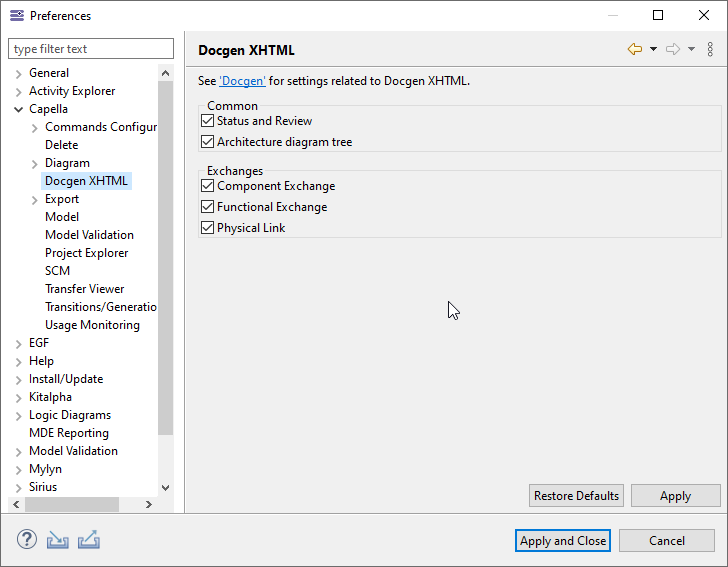 Preferences
type filter text
General
Activity Explorer
Capella
Commands Configur
Delete
Diagram
Docgen XHTML
Export
Model
Model Validation
Project Explorer
SCM
Transfer Viewer
Transitions/Generatio
Usage Monitoring
EGF
Help
Install/Update
Kitalpha
Logic Diagrams
MDE Reporting
Model Validation
Mylyn
Sirius
Docgen XHTML
See 'Docgen' for settings related to Docgen XHTML.
Common
Status and Review
Architecture diagram tree
Exchanges
Component Exchange
Functional Exchange
Physical Link
Restore Defaults
Apply
Apply and Close
Cancel